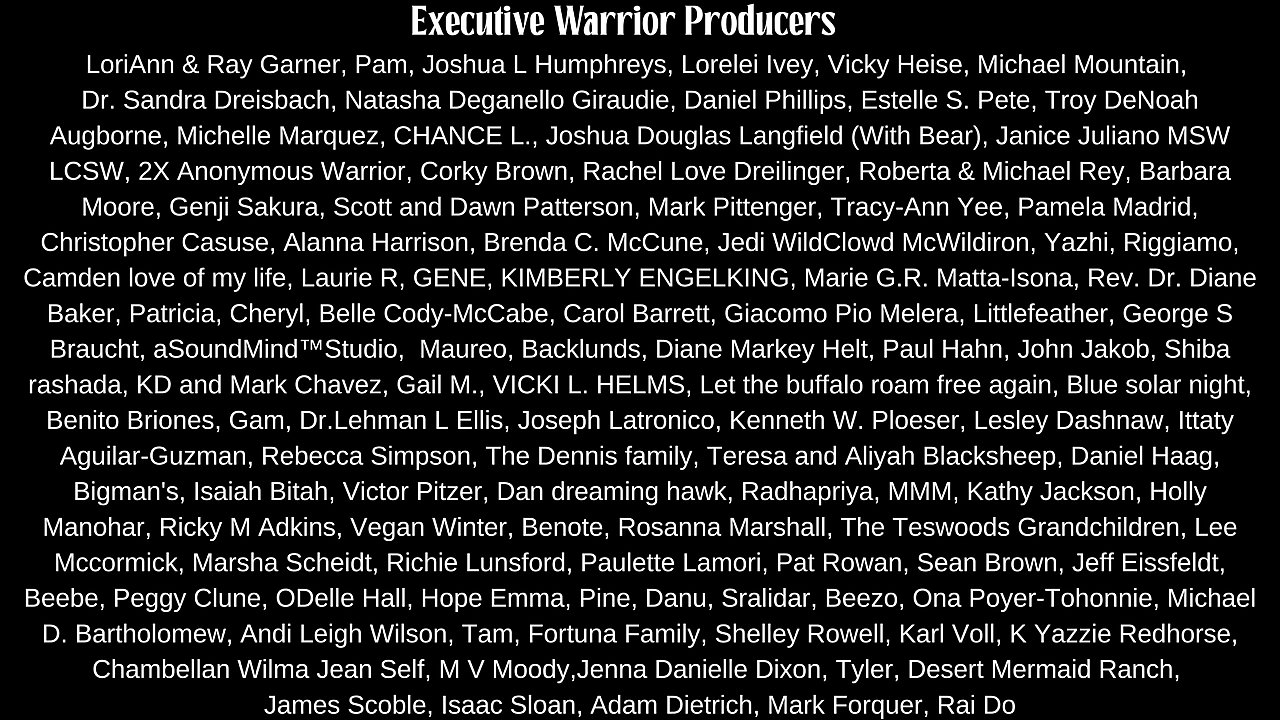 Executive Warrior Producers
LoriAnn & Ray Garner, Pam, Joshua L Humphreys, Lorelei Ivey, Vicky Heise, Michael Mountain,
Dr. Sandra Dreisbach, Natasha Deganello Giraudie, Daniel Phillips, Estelle S. Pete, Troy DeNoah
Augborne, Michelle Marquez, CHANCE L., Joshua Douglas Langfield (With Bear), Janice Juliano MSW
LCSW, 2X Anonymous Warrior, Corky Brown, Rachel Love Dreilinger, Roberta & Michael Rey, Barbara
Moore, Genji Sakura, Scott and Dawn Patterson, Mark Pittenger, Tracy-Ann Yee, Pamela Madrid,
Christopher Casuse, Alanna Harrison, Brenda C. McCune, Jedi WildClowd McWildiron, Yazhi, Riggiamo,
Camden love of my life, Laurie R, GENE, KIMBERLY ENGELKING, Marie G.R. Matta-Isona, Rev. Dr. Diane
Baker, Patricia, Cheryl, Belle Cody-McCabe, Carol Barrett, Giacomo Pio Melera, Littlefeather, George S
Braucht, aSoundMind™Studio,  Maureo, Backlunds, Diane Markey Helt, Paul Hahn, John Jakob, Shiba
rashada, KD and Mark Chavez, Gail M., VICKI L. HELMS, Let the buffalo roam free again, Blue solar night,
Benito Briones, Gam, Dr.Lehman L Ellis, Joseph Latronico, Kenneth W. Ploeser, Lesley Dashnaw, Ittaty
Aguilar-Guzman, Rebecca Simpson, The Dennis family, Teresa and Aliyah Blacksheep, Daniel Haag,
Bigman's, Isaiah Bitah, Victor Pitzer, Dan dreaming hawk, Radhapriya, MMM, Kathy Jackson, Holly
Manohar, Ricky M Adkins, Vegan Winter, Benote, Rosanna Marshall, The Teswoods Grandchildren, Lee
Mccormick, Marsha Scheidt, Richie Lunsford, Paulette Lamori, Pat Rowan, Sean Brown, Jeff Eissfeldt,
Beebe, Peggy Clune, ODelle Hall, Hope Emma, Pine, Danu, Sralidar, Beezo, Ona Poyer-Tohonnie, Michael
D. Bartholomew, Andi Leigh Wilson, Tam, Fortuna Family, Shelley Rowell, Karl Voll, K Yazzie Redhorse,
Chambellan Wilma Jean Self, M V Moody,Jenna Danielle Dixon, Tyler, Desert Mermaid Ranch,
James Scoble, Isaac Sloan, Adam Dietrich, Mark Forquer, Rai Do